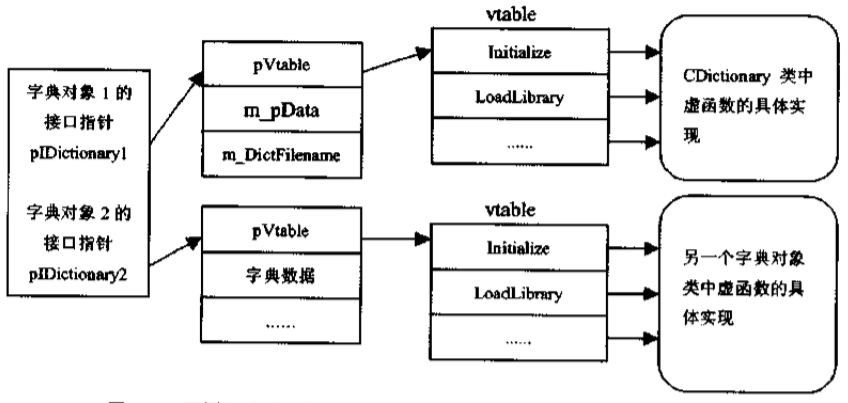 字典对象 1 的
接口指针
pIDictionary1
字典对象 2 的
接口指针
pIDictionary2
pVtable
m_pData
m_DictFilename
pVtable
字典数据
......
vtable
Initialize
LoadLibrary
......
vtable
Initialize
LoadLibrary
......
CDictionary 类中
虚函数的具体实
现
另一个字典对象
类中虚函数的具
体实现